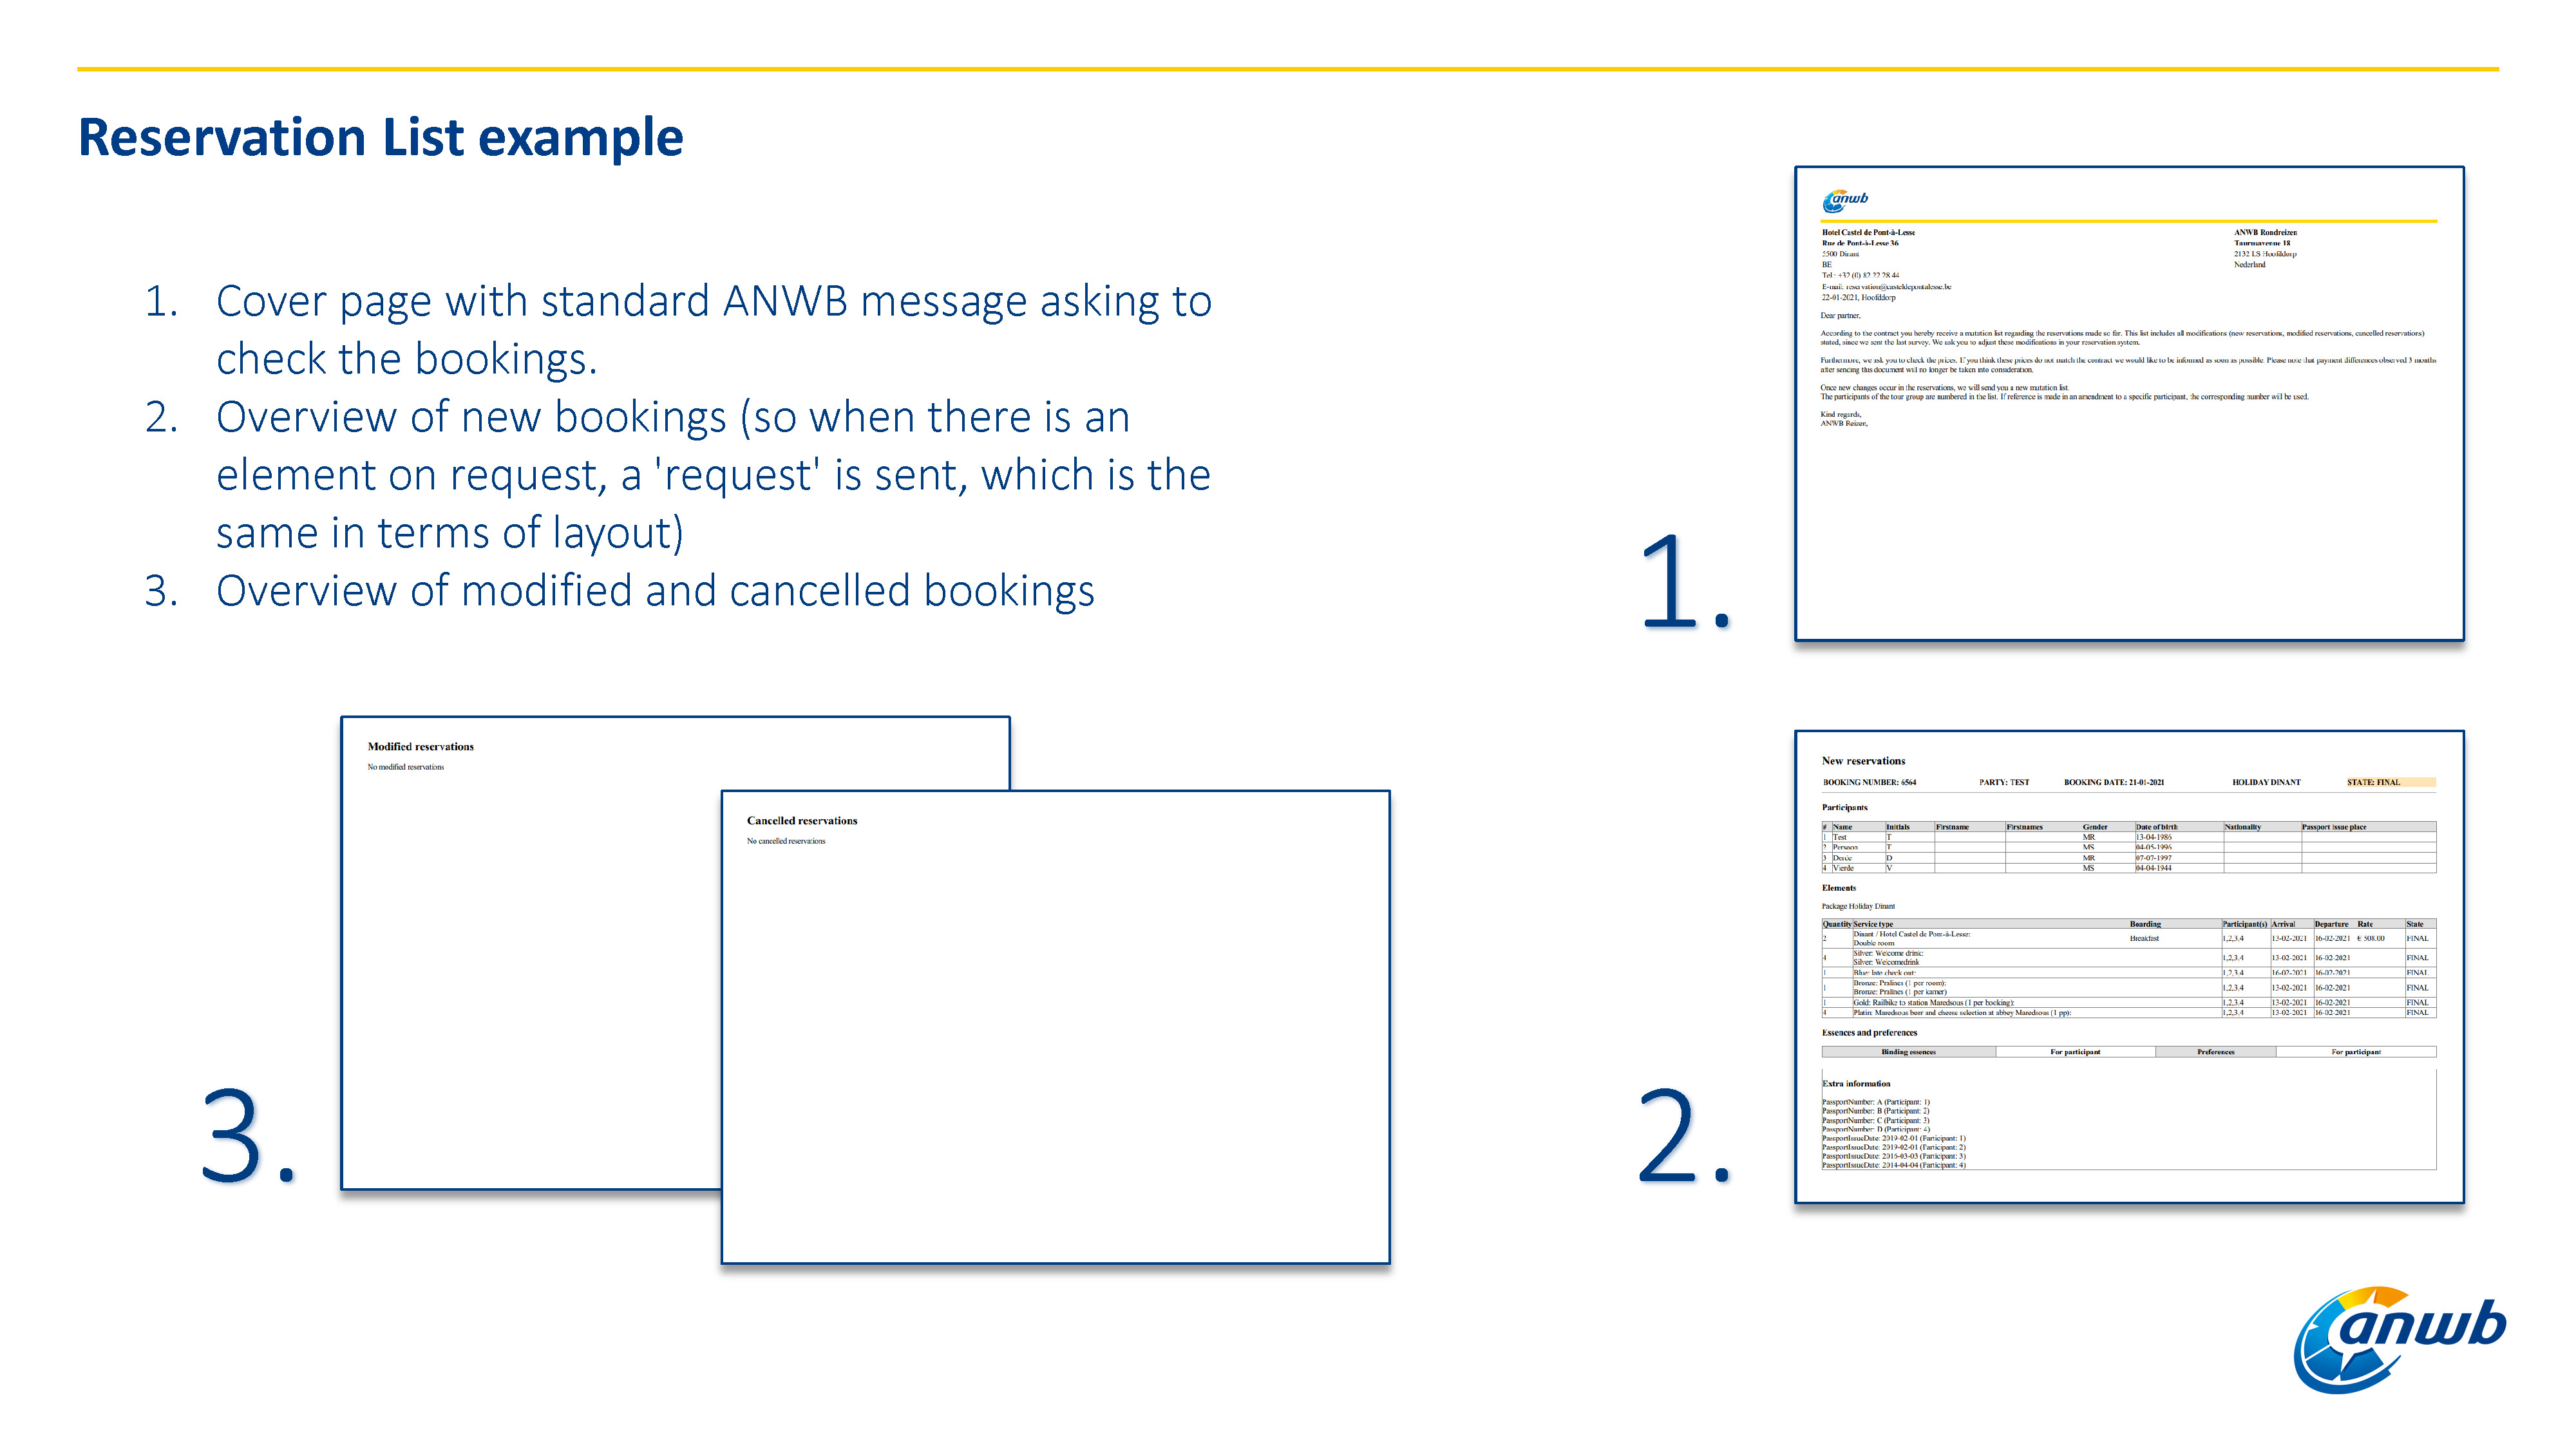 Reservation List example
1. Cover page with standard ANWB message asking to
check the bookings.
2. Overview of new bookings (so when there is an
element on request, a 'request' is sent, which is the
same in terms of layout)
3. Overview of modified and cancelled bookings
1.
anwb
Hotel Castel de Pont-à-Lesse
Rue de Pont-à-Lesse 36
5500 Dinant
BE
Tel.: +32 (0) 82 22 28 44
E-mail: reservation@casteldepontalesse.be
22-01-2021, Hoofddorp
ANWB Rondreizen
Taurusavenue 18
2132 LS Hoofddorp
Nederland
Dear partner,
According to the contract you hereby receive a mutation list regarding the reservations made so far. This list includes all modifications (new reservations, modified reservations, cancelled reservations)
stated, since we sent the last survey. We ask you to adjust these modifications in your reservation system.
Furthermore, we ask you to check the prices. If you think these prices do not match the contract we would like to be informed as soon as possible. Please note that payment differences observed 3 months
after sending this document will no longer be taken into consideration.
Once new changes occur in the reservations, we will send you a new mutation list.
The participants of the tour group are numbered in the list. If reference is made in an amendment to a specific participant, the corresponding number will be used.
Kind regards,
ANWB Reizen,
3.
Modified reservations
No modified reservations
Cancelled reservations
No cancelled reservations
2.
New reservations
BOOKING NUMBER: 6564 PARTY: TEST BOOKING DATE: 21-01-2021 HOLIDAY DINANT STATE: FINAL
Participants
# Name Initials Firstname Firstnames Gender Date of birth Nationality Passport issue place
1 Test T MR 13-04-1986
2 Persoon T MS 04-05-1996
3 Derde D MR 07-07-1997
4 Vierde V MS 04-04-1944
Elements
Package Holiday Dinant
Quantity Service type Boarding Participant(s) Arrival Departure Rate State
2 Dinant / Hotel Castel de Pont-à-Lesse: Double room Breakfast 1,2,3,4 13-02-2021 16-02-2021 € 508.00 FINAL
4 Silver: Welcome drink: Silver: Welcomedrink 1,2,3,4 13-02-2021 16-02-2021 FINAL
1 Blue: late check out: 1,2,3,4 16-02-2021 16-02-2021 FINAL
1 Bronze: Pralines (1 per room): Bronze: Pralines (1 per kamer) 1,2,3,4 13-02-2021 16-02-2021 FINAL
1 Gold: Railbike to station Maredsous (1 per booking): 1,2,3,4 13-02-2021 16-02-2021 FINAL
4 Platin: Maredsous beer and cheese selection at abbey Maredsous (1 pp): 1,2,3,4 13-02-2021 16-02-2021 FINAL
Essences and preferences
Binding essences For participant Preferences For participant
Extra information
PassportNumber: A (Participant: 1)
PassportNumber: B (Participant: 2)
PassportNumber: C (Participant: 3)
PassportNumber: D (Participant: 4)
PassportIssueDate: 2019-02-01 (Participant: 1)
PassportIssueDate: 2019-02-01 (Participant: 2)
PassportIssueDate: 2016-03-03 (Participant: 3)
PassportIssueDate: 2014-04-04 (Participant: 4)
anwb